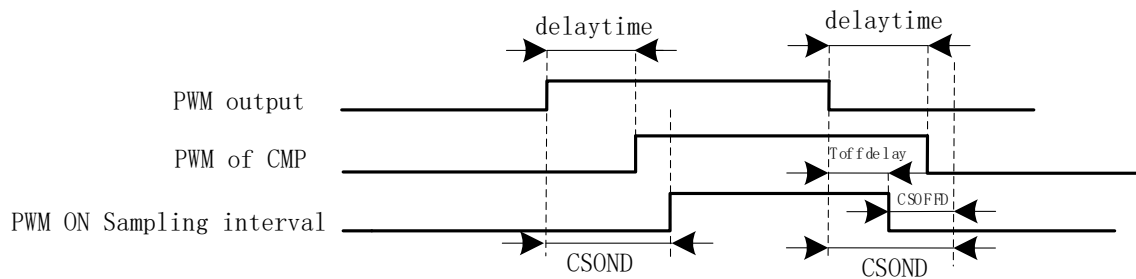 delaytime
delaytime
PWM output
PWM of CMP
Toffdelay
PWM ON Sampling interval
CSOFFD
CSOND
CSOND